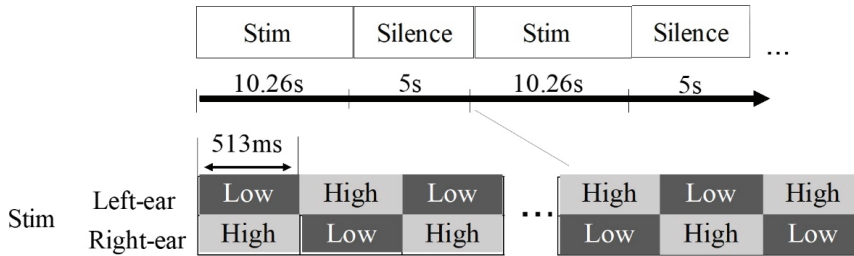 Stim Silence Stim Silence ...
10.26s 5s 10.26s 5s
513ms
Left-ear Low High Low ... High Low High
Stim
Right-ear High Low High Low High Low